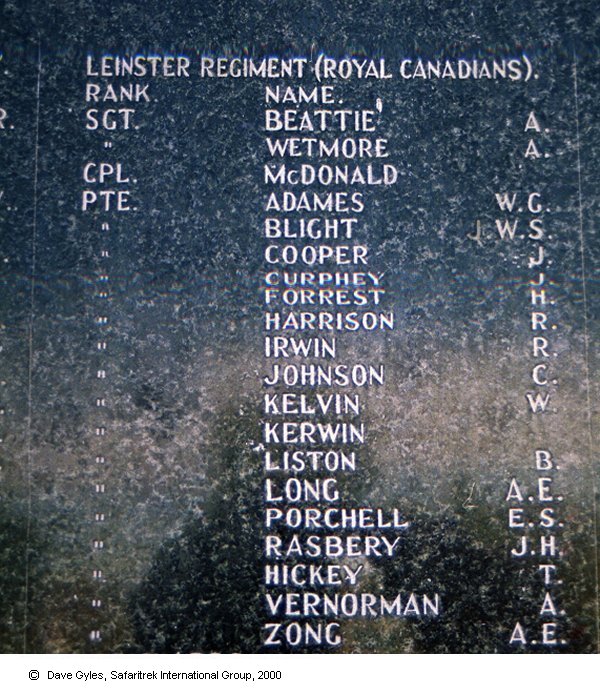 LEINSTER REGIMENT (ROYAL CANADIANS).
RANK. NAME.
R. SGT. BEATTIE A.
" WETMORE A.
CPL. McDONALD
PTE. ADAMES W.G.
" BLIGHT J.W.S.
" COOPER J.
" CURPHEY J.
" FORREST H.
" HARRISON R.
" IRWIN R.
" JOHNSON C.
" KELVIN W.
" KERWIN
" LISTON B.
" LONG A.E.
" PORCHELL E.S.
" RASBERY J.H.
" HICKEY T.
" VERNORMAN A.
" ZONG A.E.
© Dave Gyles, Safaritrek International Group, 2000